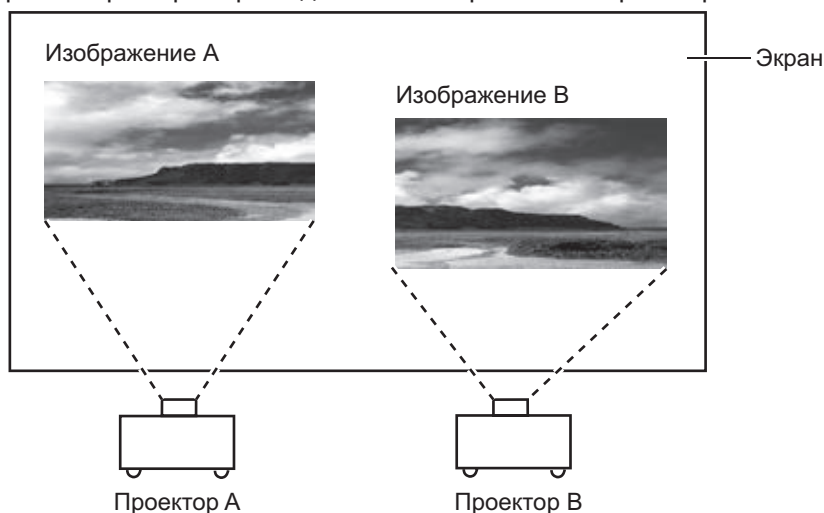 Изображение A
Экран
Изображение B
Проектор A
Проектор B